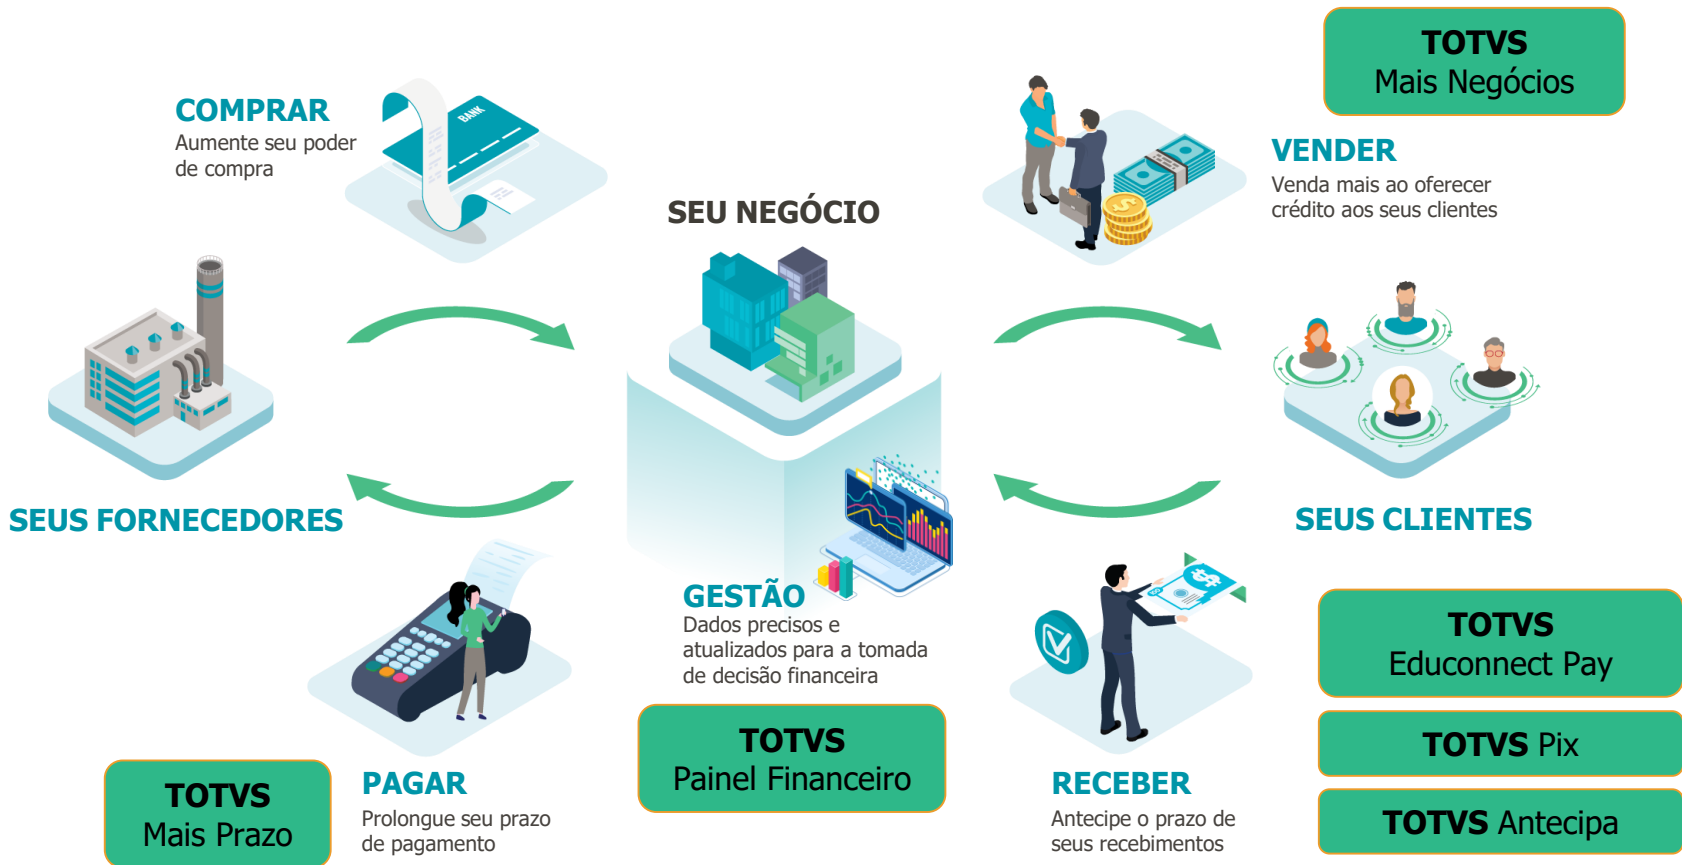 TOTVS
Mais Negócios
COMPRAR
Aumente seu poder
de compra
BANK
VENDER
Venda mais ao oferecer
crédito aos seus clientes
SEU NEGÓCIO
SEUS FORNECEDORES
SEUS CLIENTES
GESTÃO
Dados precisos e
atualizados para a tomada
de decisão financeira
TOTVS
Painel Financeiro
TOTVS
Mais Prazo
PAGAR
Prolongue seu prazo
de pagamento
RECEBER
Antecipe o prazo de
seus recebimentos
TOTVS
Educonnect Pay
TOTVS Pix
TOTVS Antecipa